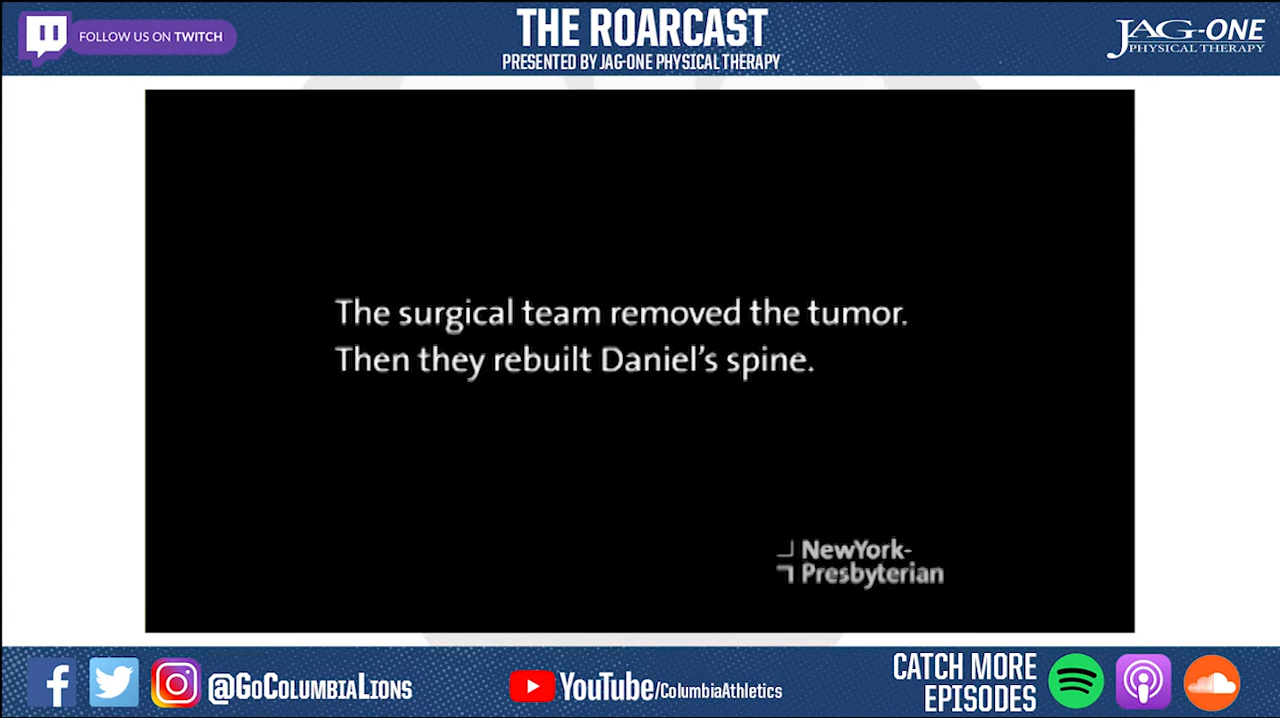 FOLLOW US ON TWITCH
THE ROARCAST
PRESENTED BY JAG-ONE PHYSICAL THERAPY
JAG-ONE
PHYSICAL THERAPY
The surgical team removed the tumor.
Then they rebuilt Daniel's spine.
NewYork-
Presbyterian
@GOCOLUMBIALIONS
YouTube/ColumbiaAthletics
CATCH MORE
EPISODES